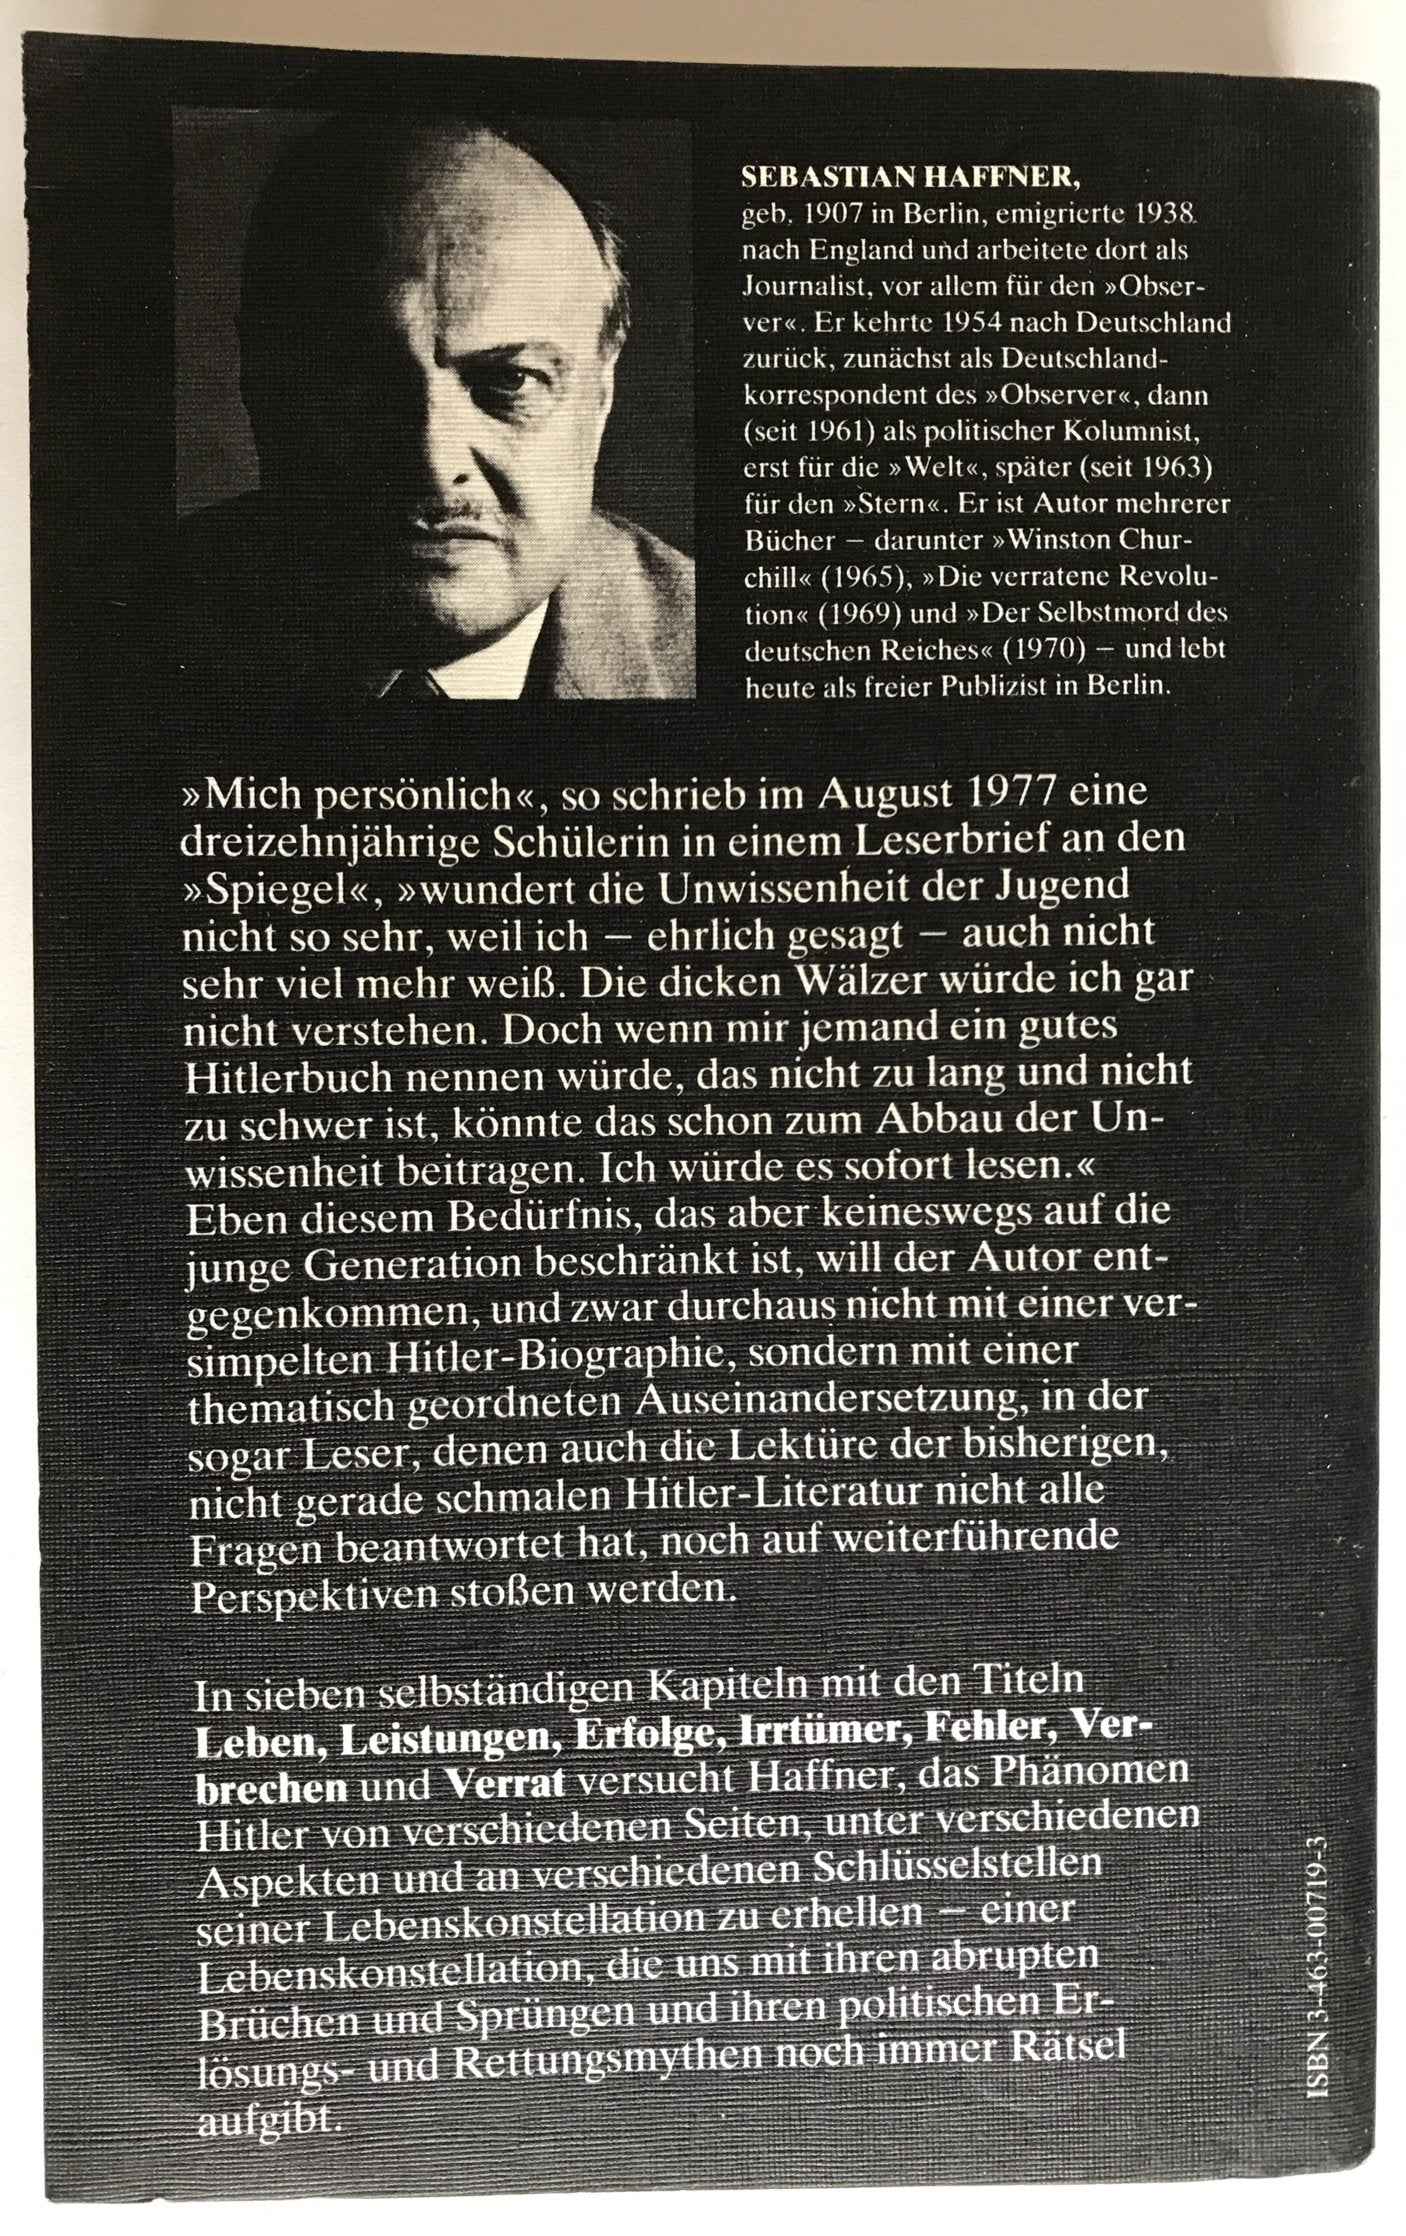 SEBASTIAN HAFFNER,
geb. 1907 in Berlin, emigrierte 1938
nach England und arbeitete dort als
Journalist, vor allem für den »Obser-
ver«. Er kehrte 1954 nach Deutschland
zurück, zunächst als Deutschland-
korrespondent des »Observer«, dann
(seit 1961) als politischer Kolumnist,
erst für die »Welt«, später (seit 1963)
für den »Stern«. Er ist Autor mehrerer
Bücher – darunter »Winston Chur-
chill« (1965), »Die verratene Revolu-
tion« (1969) und »Der Selbstmord des
deutschen Reiches« (1970) – und lebt
heute als freier Publizist in Berlin.
»Mich persönlich«, so schrieb im August 1977 eine
dreizehnjährige Schülerin in einem Leserbrief an den
»Spiegel«, »wundert die Unwissenheit der Jugend
nicht so sehr, weil ich – ehrlich gesagt – auch nicht
sehr viel mehr weiß. Die dicken Wälzer würde ich gar
nicht verstehen. Doch wenn mir jemand ein gutes
Hitlerbuch nennen würde, das nicht zu lang und nicht
zu schwer ist, könnte das schon zum Abbau der Un-
wissenheit beitragen. Ich würde es sofort lesen.«
Eben diesem Bedürfnis, das aber keineswegs auf die
junge Generation beschränkt ist, will der Autor ent-
gegenkommen, und zwar durchaus nicht mit einer ver-
simpelten Hitler-Biographie, sondern mit einer
thematisch geordneten Auseinandersetzung, in der
sogar Leser, denen auch die Lektüre der bisherigen,
nicht gerade schmalen Hitler-Literatur nicht alle
Fragen beantwortet hat, noch auf weiterführende
Perspektiven stoßen werden.
In sieben selbständigen Kapiteln mit den Titeln
Leben, Leistungen, Erfolge, Irrtümer, Fehler, Ver-
brechen und Verrat versucht Haffner, das Phänomen
Hitler von verschiedenen Seiten, unter verschiedenen
Aspekten und an verschiedenen Schlüsselstellen
seiner Lebenskonstellation zu erhellen – einer
Lebenskonstellation, die uns mit ihren abrupten
Brüchen und Sprüngen und ihren politischen Er-
lösungs- und Rettungsmythen noch immer Rätsel
aufgibt.
ISBN 3-463-00719-3